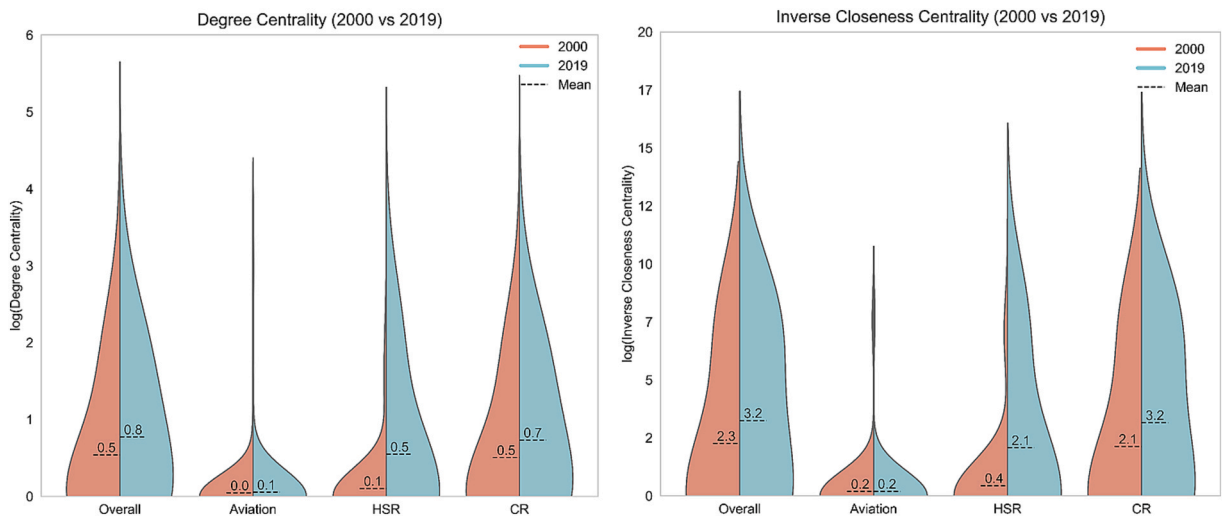 Degree Centrality (2000 vs 2019)
log(Degree Centrality)
6
5
4
3
2
1
0
2000
2019
Mean
0.5
0.8
0.0
0.1
0.1
0.5
0.5
0.7
Overall
Aviation
HSR
CR
Inverse Closeness Centrality (2000 vs 2019)
log(Inverse Closeness Centrality)
20
17
15
12
10
7
5
2
0
2000
2019
Mean
2.3
3.2
0.2
0.2
0.4
2.1
2.1
3.2
Overall
Aviation
HSR
CR